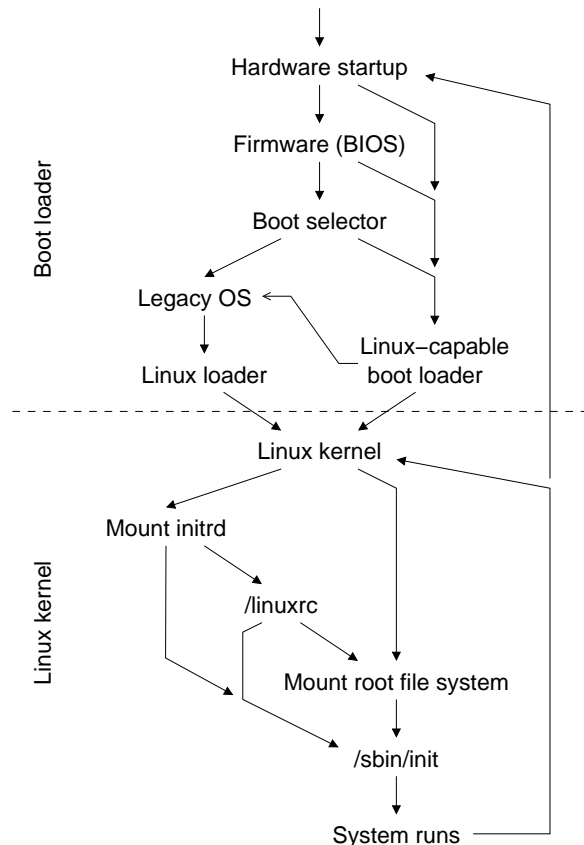 Hardware startup
Firmware (BIOS)
Boot loader
Boot selector
Legacy OS
Linux−capable
boot loader
Linux loader
Linux kernel
Mount initrd
/linuxrc
Linux kernel
Mount root file system
/sbin/init
System runs